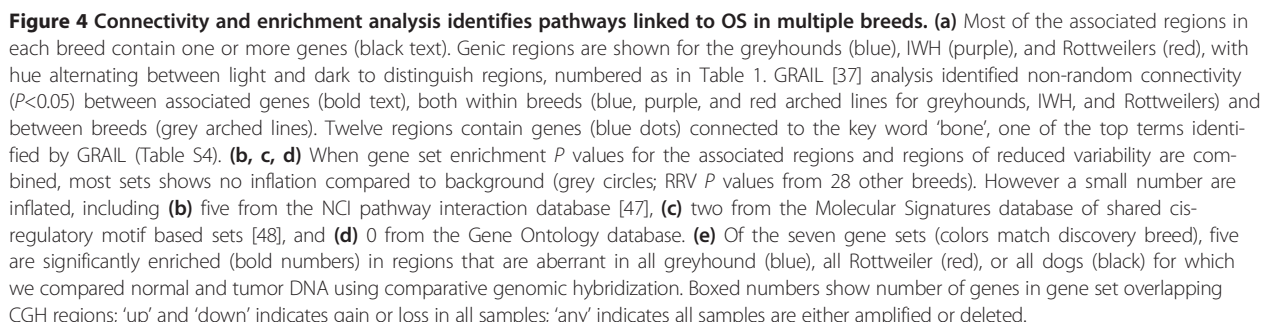 Figure 4 Connectivity and enrichment analysis identifies pathways linked to OS in multiple breeds. (a) Most of the associated regions in
each breed contain one or more genes (black text). Genic regions are shown for the greyhounds (blue), IWH (purple), and Rottweilers (red), with
hue alternating between light and dark to distinguish regions, numbered as in Table 1. GRAIL [37] analysis identified non-random connectivity
(P<0.05) between associated genes (bold text), both within breeds (blue, purple, and red arched lines for greyhounds, IWH, and Rottweilers) and
between breeds (grey arched lines). Twelve regions contain genes (blue dots) connected to the key word 'bone', one of the top terms identi-
fied by GRAIL (Table S4). (b, c, d) When gene set enrichment P values for the associated regions and regions of reduced variability are com-
bined, most sets shows no inflation compared to background (grey circles; RRV P values from 28 other breeds). However a small number are
inflated, including (b) five from the NCI pathway interaction database [47], (c) two from the Molecular Signatures database of shared cis-
regulatory motif based sets [48], and (d) 0 from the Gene Ontology database. (e) Of the seven gene sets (colors match discovery breed), five
are significantly enriched (bold numbers) in regions that are aberrant in all greyhound (blue), all Rottweiler (red), or all dogs (black) for which
we compared normal and tumor DNA using comparative genomic hybridization. Boxed numbers show number of genes in gene set overlapping
CGH regions; 'up' and 'down' indicates gain or loss in all samples; 'any' indicates all samples are either amplified or deleted.